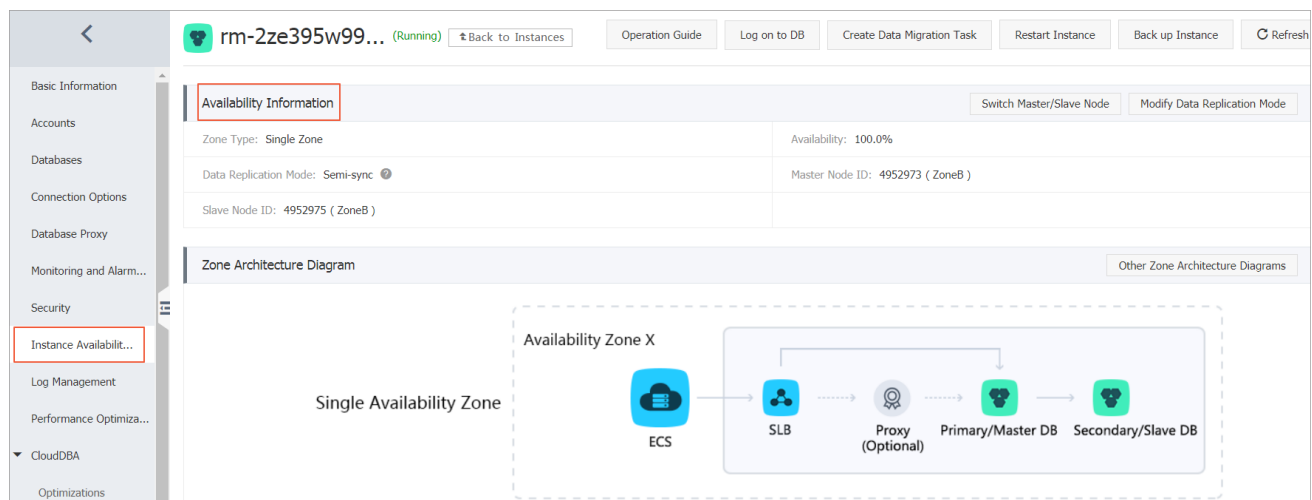 rm-2ze395w99... (Running) Back to Instances Operation Guide Log on to DB Create Data Migration Task Restart Instance Back up Instance Refresh
Basic Information
Accounts
Databases
Connection Options
Database Proxy
Monitoring and Alarm...
Security
Instance Availabilit...
Log Management
Performance Optimiza...
CloudDBA
Optimizations
Availability Information Switch Master/Slave Node Modify Data Replication Mode
Zone Type: Single Zone Availability: 100.0%
Data Replication Mode: Semi-sync ? Master Node ID: 4952973 ( ZoneB )
Slave Node ID: 4952975 ( ZoneB )
Zone Architecture Diagram Other Zone Architecture Diagrams
Single Availability Zone
Availability Zone X
ECS
SLB
Proxy
(Optional)
Primary/Master DB
Secondary/Slave DB